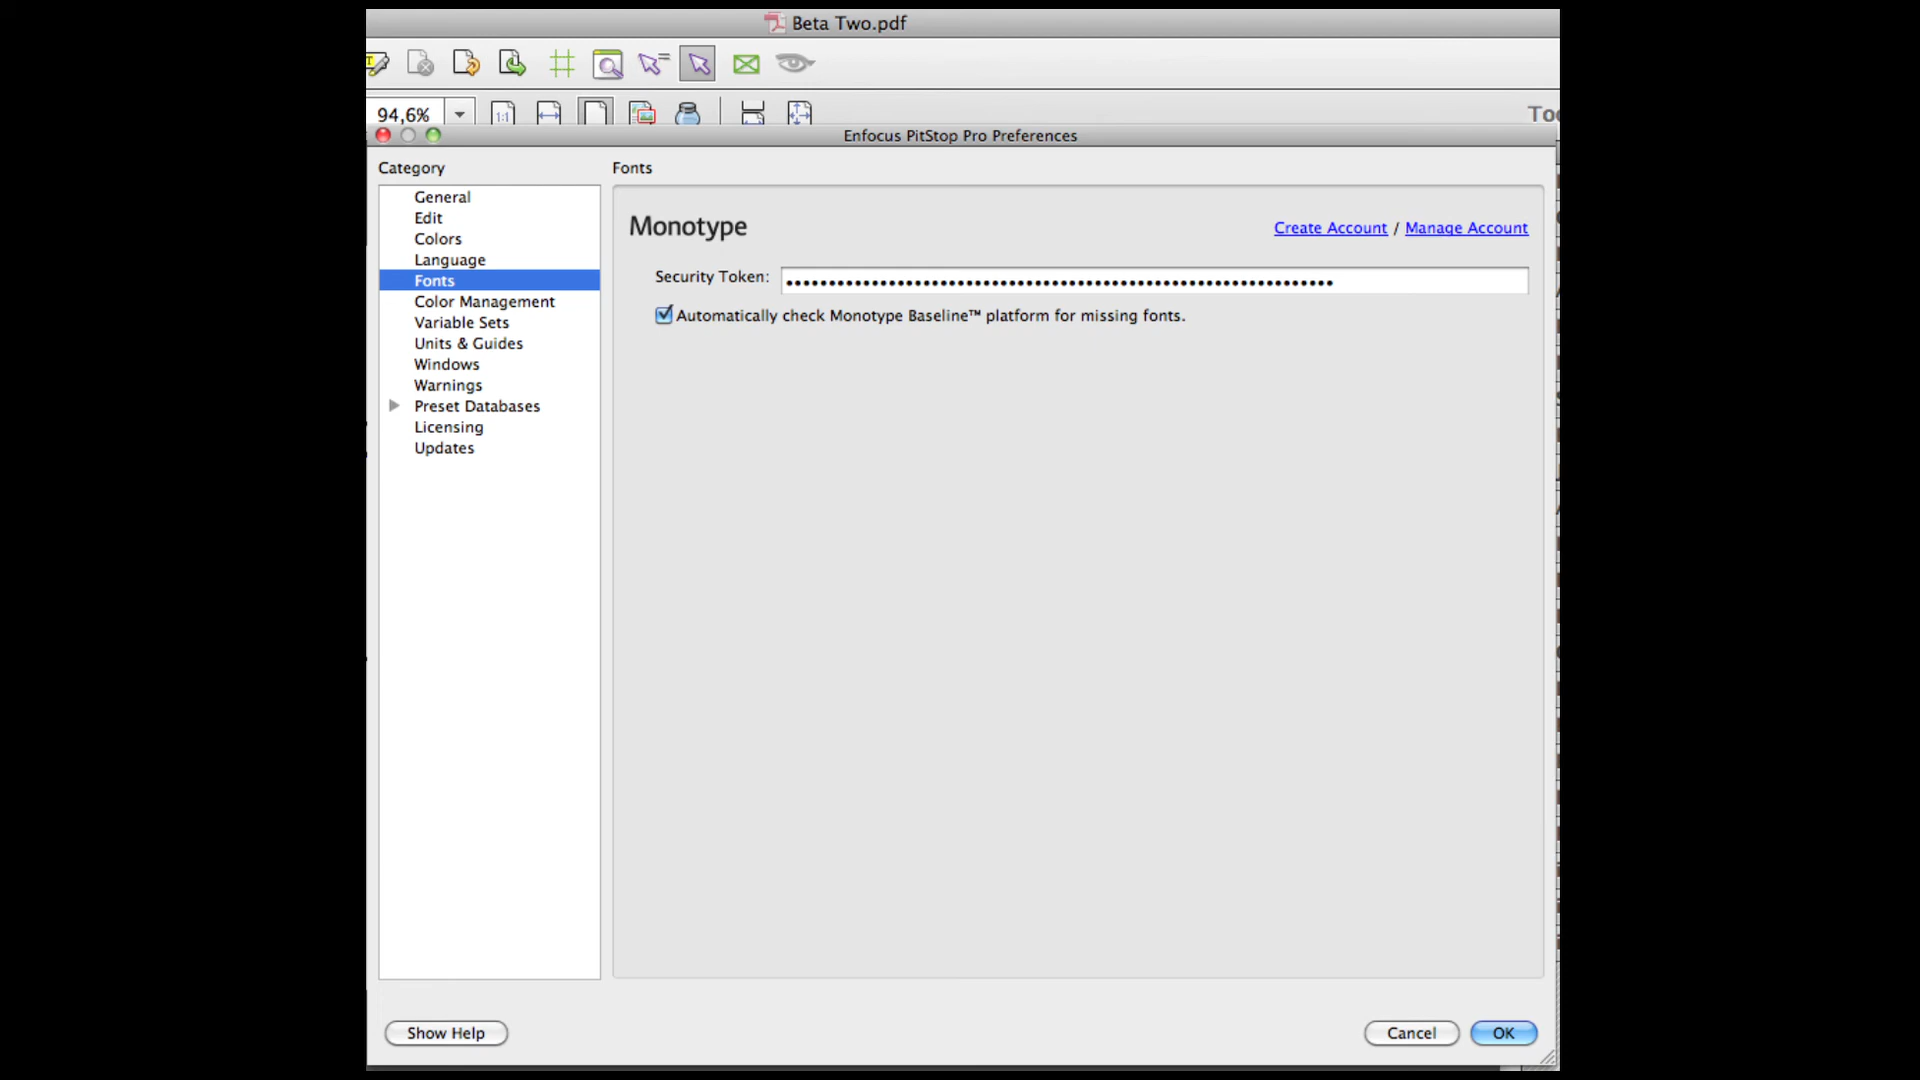 Beta Two.pdf
94,6%
1:1
Enfocus PitStop Pro Preferences
Category
Fonts
General
Edit
Colors
Language
Fonts
Color Management
Variable Sets
Units & Guides
Windows
Warnings
Preset Databases
Licensing
Updates
Monotype
Create Account / Manage Account
Security Token: ••••••••••••••••••••••••••••••••••••••••••••••••••••••••••••••••
Automatically check Monotype Baseline™ platform for missing fonts.
Show Help
Cancel
OK